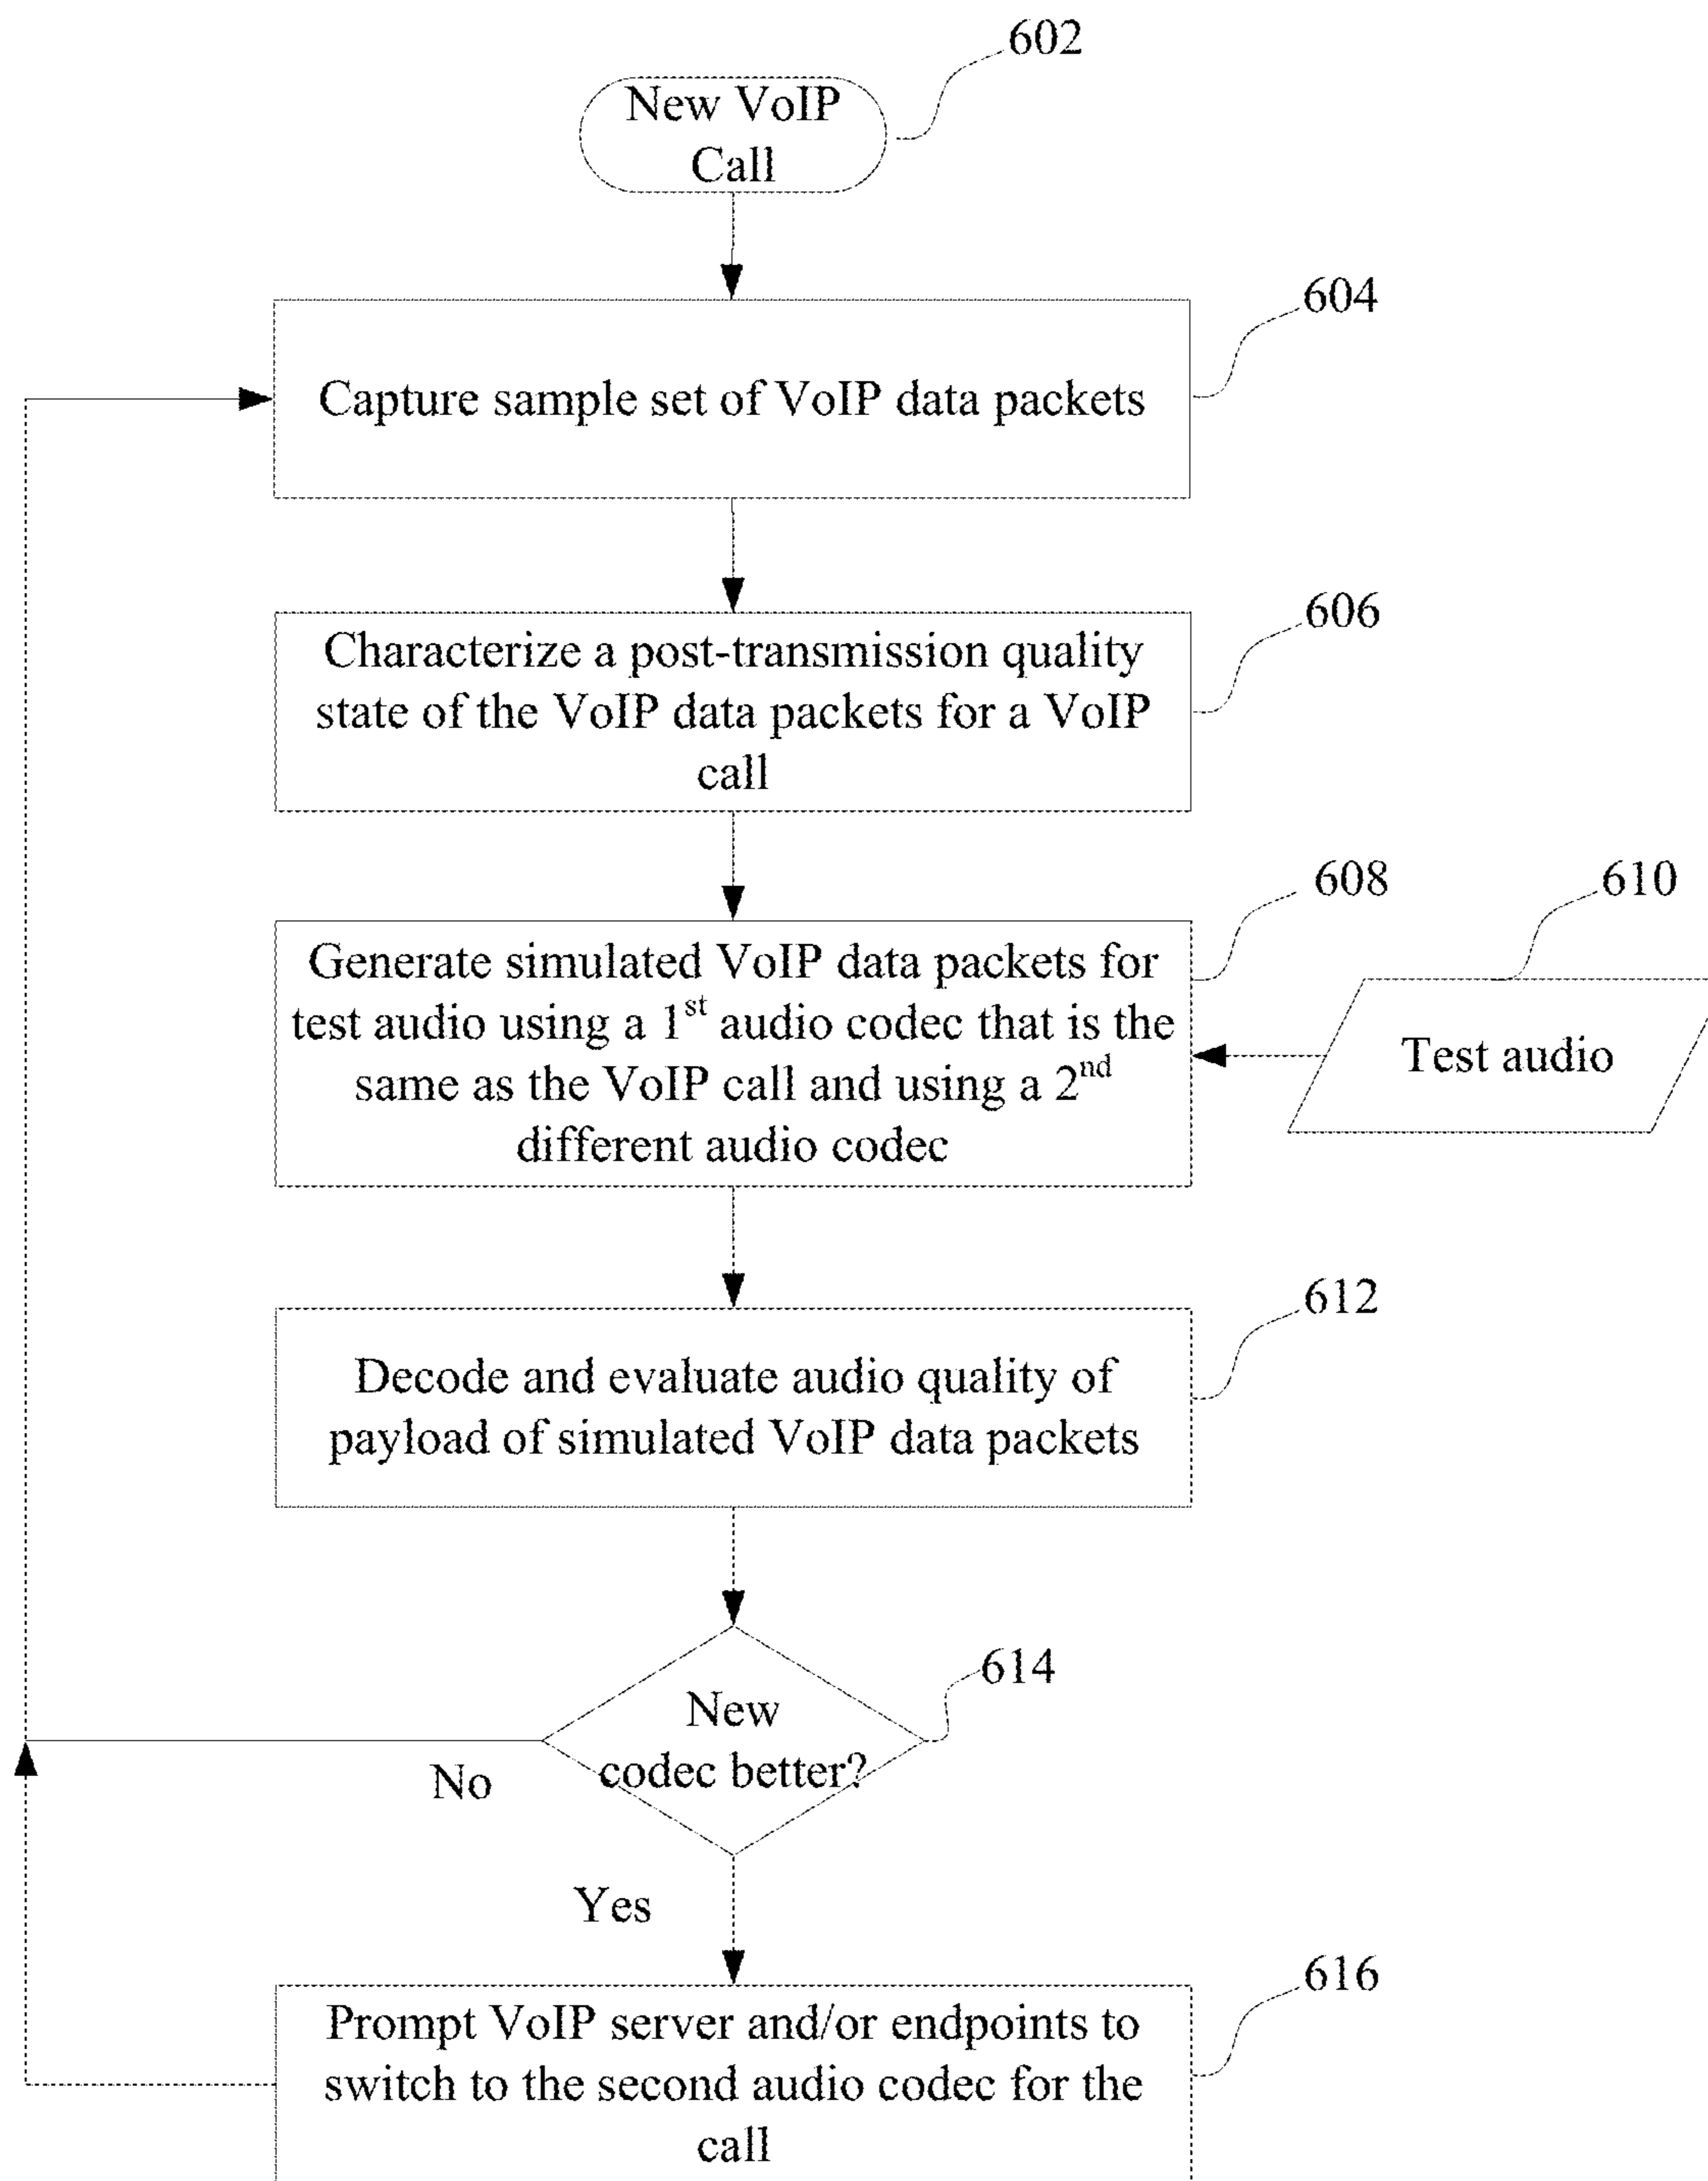 602
New VoIP
Call
604
Capture sample set of VoIP data packets
606
Characterize a post-transmission quality
state of the VoIP data packets for a VoIP
call
608
610
Generate simulated VoIP data packets for
test audio using a 1st audio codec that is the
same as the VoIP call and using a 2nd
different audio codec
Test audio
612
Decode and evaluate audio quality of
payload of simulated VoIP data packets
614
New
codec better?
No
Yes
616
Prompt VoIP server and/or endpoints to
switch to the second audio codec for the
call